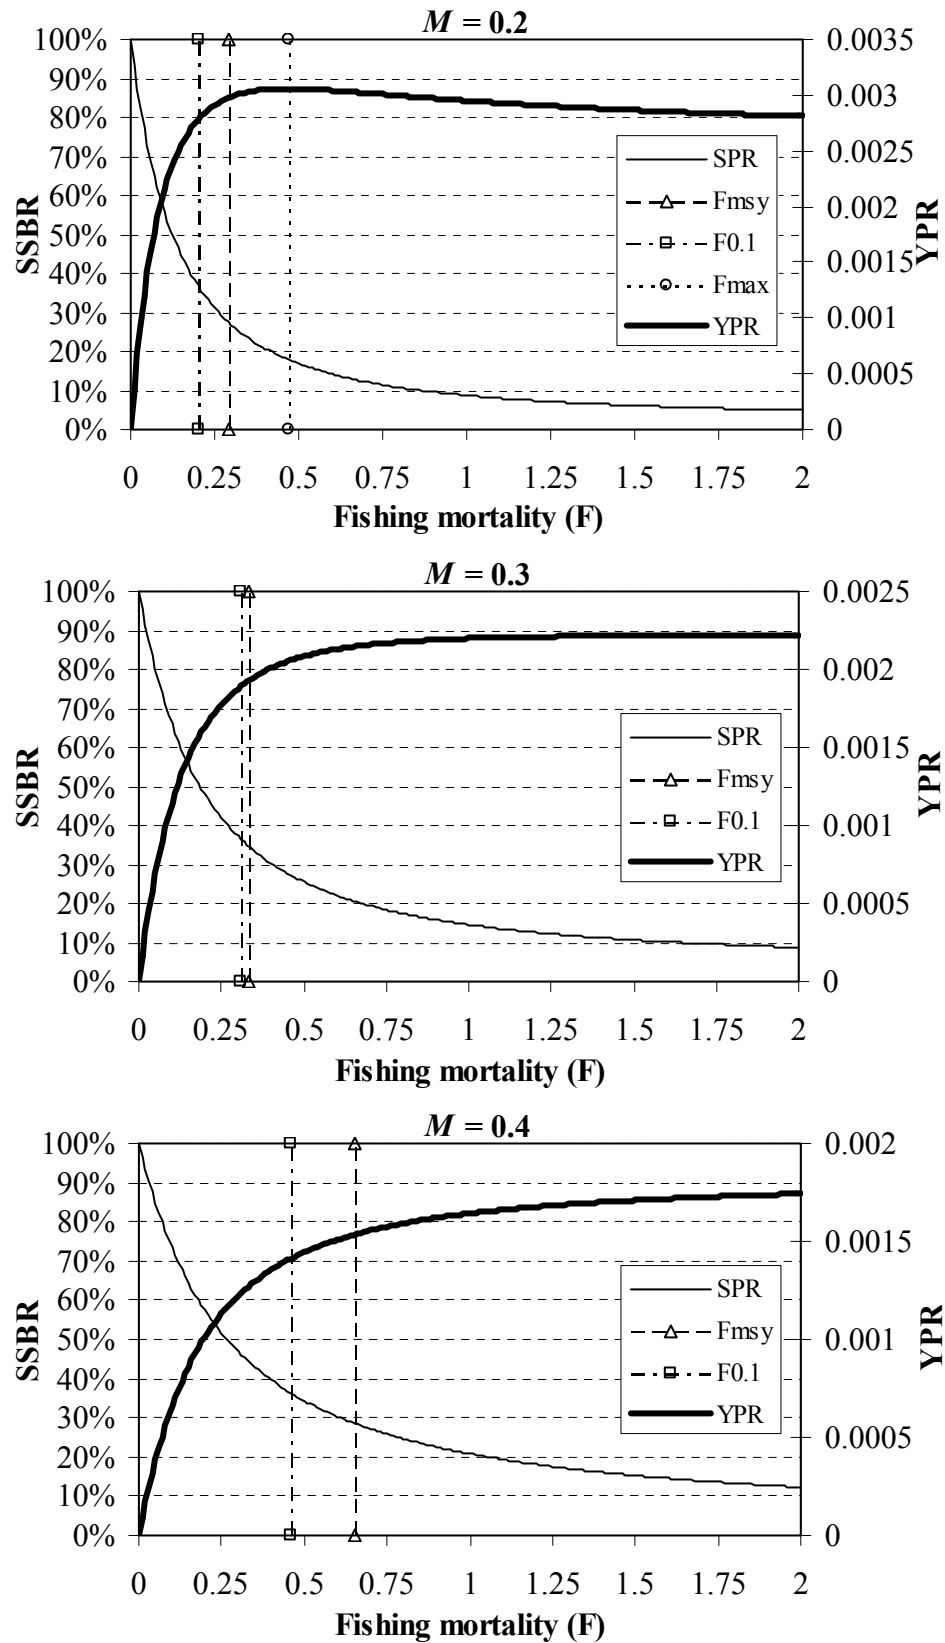 M = 0.2
100%
90%
80%
70%
60%
50%
40%
30%
20%
10%
0%
SSBR
0.0035
0.003
0.0025
0.002
0.0015
0.001
0.0005
0
YPR
SPR
Fmsy
F0.1
Fmax
YPR
0 0.25 0.5 0.75 1 1.25 1.5 1.75 2
Fishing mortality (F)
M = 0.3
100%
90%
80%
70%
60%
50%
40%
30%
20%
10%
0%
SSBR
0.0025
0.002
0.0015
0.001
0.0005
0
YPR
SPR
Fmsy
F0.1
YPR
0 0.25 0.5 0.75 1 1.25 1.5 1.75 2
Fishing mortality (F)
M = 0.4
100%
90%
80%
70%
60%
50%
40%
30%
20%
10%
0%
SSBR
0.002
0.0015
0.001
0.0005
0
YPR
SPR
Fmsy
F0.1
YPR
0 0.25 0.5 0.75 1 1.25 1.5 1.75 2
Fishing mortality (F)